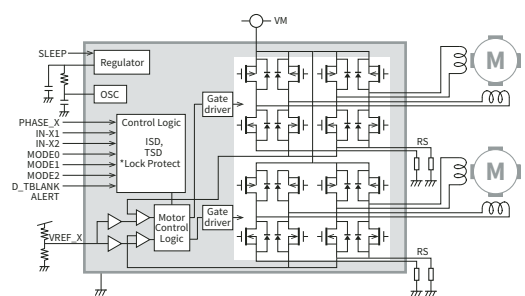 VM
SLEEP
Regulator
OSC
PHASE_X
IN-X1
IN-X2
MODE0
MODE1
MODE2
D_TBLANK
ALERT
Control Logic
ISD,
TSD
*Lock Protect
Gate
driver
Gate
driver
Motor
Control
Logic
VREF_X
RS
RS
M
M